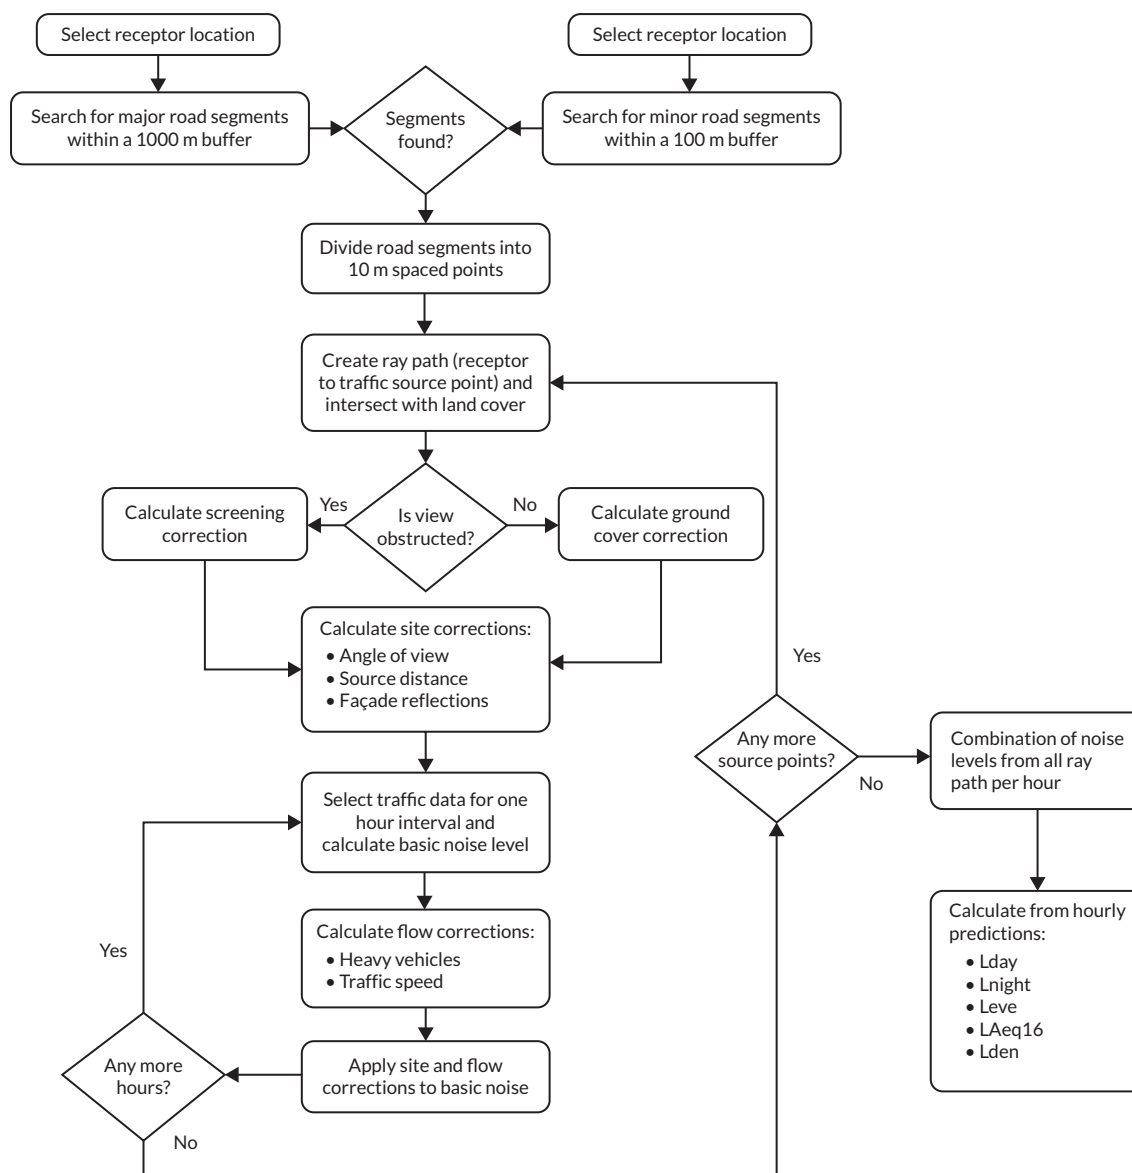 Select receptor location
Select receptor location
Search for major road segments
within a 1000 m buffer
Segments
found?
Search for minor road segments
within a 100 m buffer
Divide road segments into
10 m spaced points
Create ray path (receptor
to traffic source point) and
intersect with land cover
Calculate screening
correction
Yes
Is view
obstructed?
No
Calculate ground
cover correction
Calculate site corrections:
• Angle of view
• Source distance
• Façade reflections
Yes
Any more
source points?
No
Combination of noise
levels from all ray
path per hour
Select traffic data for one
hour interval and
calculate basic noise level
Calculate flow corrections:
• Heavy vehicles
• Traffic speed
Yes
Any more
hours?
No
Apply site and flow
corrections to basic noise
Calculate from hourly
predictions:
• Lday
• Lnight
• Leve
• LAeq16
• Lden